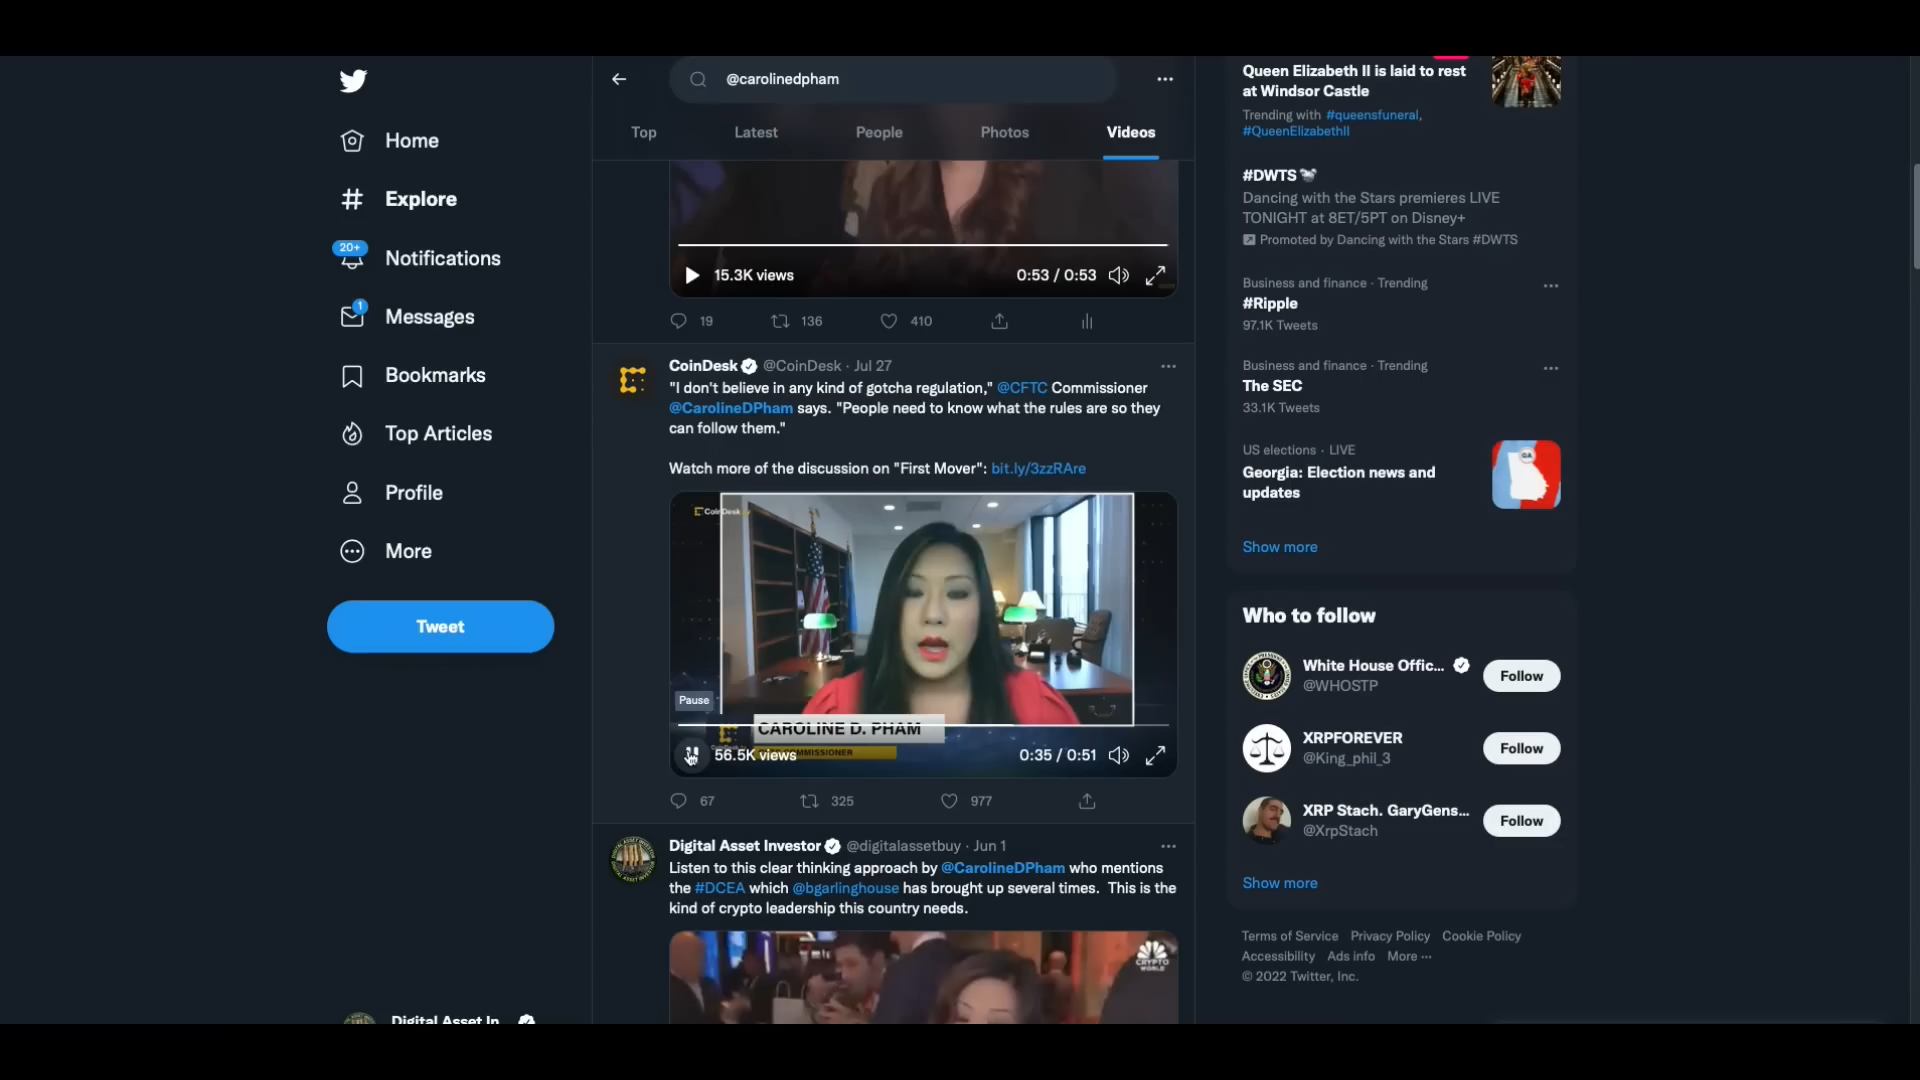 Home
Explore
20+
Notifications
1
Messages
Bookmarks
Top Articles
Profile
More
Tweet
Digital Asset In
@carolinedpham
Top
Latest
People
Photos
Videos
15.3K views
0:53 / 0:53
19
136
410
CoinDesk @CoinDesk · Jul 27
"I don't believe in any kind of gotcha regulation," @CFTC Commissioner
@CarolineDPham says. "People need to know what the rules are so they
can follow them."
Watch more of the discussion on "First Mover": bit.ly/3zzRAre
CoinDesk
Pause
CAROLINE D. PHAM
COMMISSIONER
56.5K views
0:35 / 0:51
67
325
977
Digital Asset Investor @digitalassetbuy · Jun 1
Listen to this clear thinking approach by @CarolineDPham who mentions
the #DCEA which @bgarlinghouse has brought up several times. This is the
kind of crypto leadership this country needs.
CRYPTO
WORLD
Queen Elizabeth II is laid to rest
at Windsor Castle
Trending with #queensfuneral,
#QueenElizabethII
#DWTS
Dancing with the Stars premieres LIVE
TONIGHT at 8ET/5PT on Disney+
Promoted by Dancing with the Stars #DWTS
Business and finance · Trending
#Ripple
97.1K Tweets
Business and finance · Trending
The SEC
33.1K Tweets
US elections · LIVE
Georgia: Election news and
updates
GA
Show more
Who to follow
White House Offic...
@WHOSTP
Follow
XRPFOREVER
@King_phil_3
Follow
XRP Stach. GaryGens...
@XrpStach
Follow
Show more
Terms of Service Privacy Policy Cookie Policy
Accessibility Ads info More ···
© 2022 Twitter, Inc.